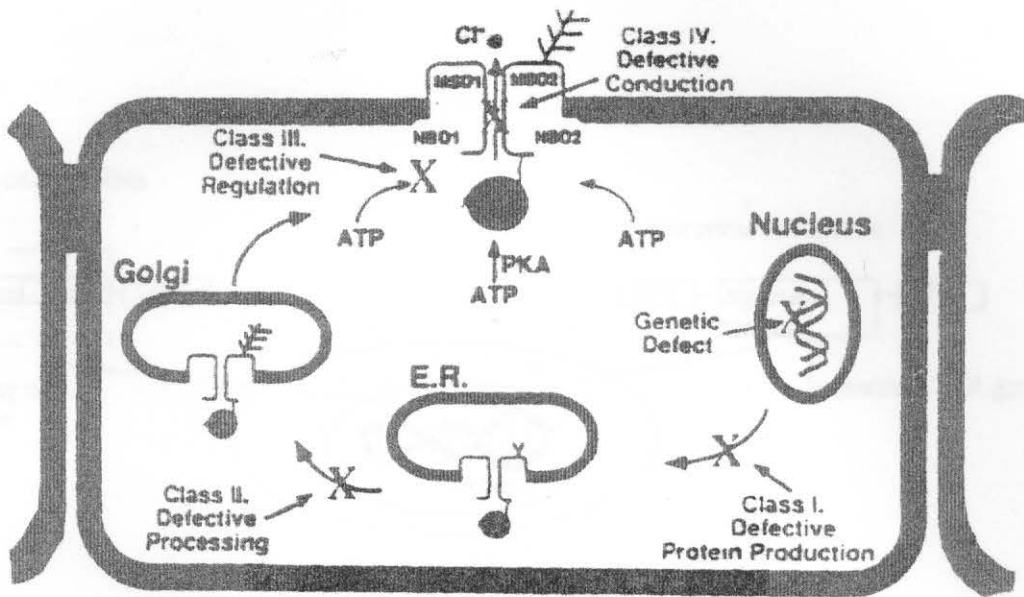 Cl-
Class IV.
Defective
Conduction
MSD1
MSD2
NBD1
NBD2
Class III.
Defective
Regulation
ATP
PKA
ATP
ATP
Nucleus
Golgi
Genetic
Defect
E.R.
Class II.
Defective
Processing
Class I.
Defective
Protein Production